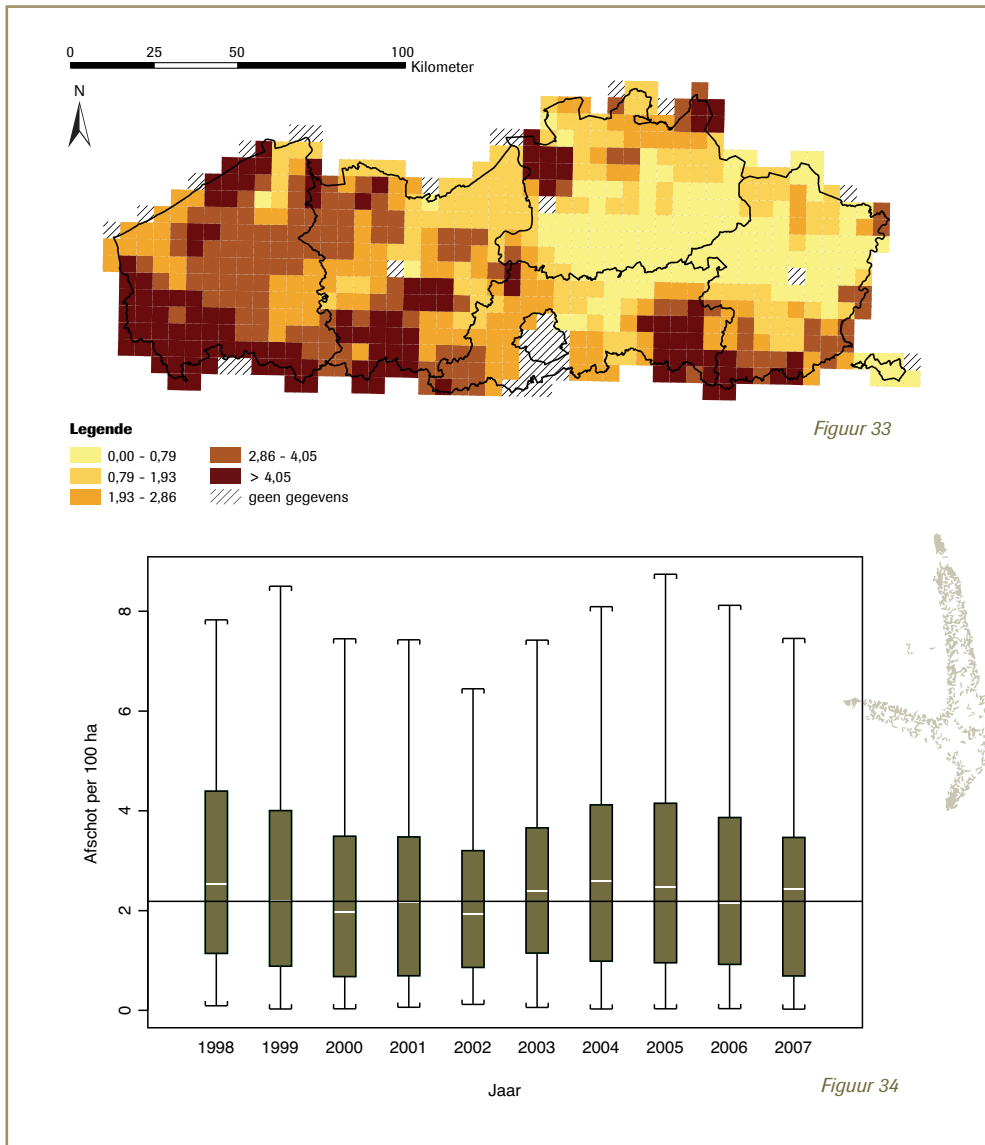 0 25 50 100
Kilometer
N
Figuur 33
Legende
0,00 - 0,79
0,79 - 1,93
1,93 - 2,86
2,86 - 4,05
> 4,05
geen gegevens
Afschot per 100 ha
8
6
4
2
0
1998 1999 2000 2001 2002 2003 2004 2005 2006 2007
Jaar
Figuur 34